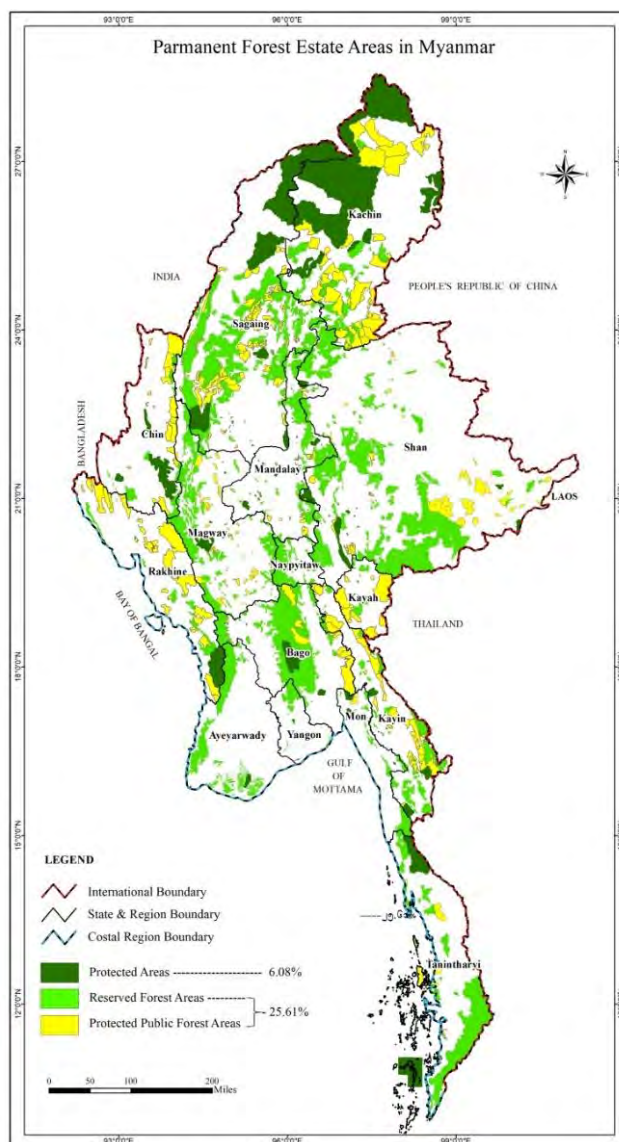 93°0'0"E 96°0'0"E 99°0'0"E
Parmanent Forest Estate Areas in Myanmar
27°0'0"N
Kachin
INDIA
PEOPLE'S REPUBLIC OF CHINA
24°0'0"N
Sagaing
BANGLADESH
Chin
Shan
Mandalay
21°0'0"N
LAOS
Magway
Rakhine
Naypyitaw
Kayah
BAY OF BANGAL
THAILAND
18°0'0"N
Bago
Ayeyarwady
Yangon
Mon
Kayin
GULF
OF
MOTTAMA
15°0'0"N
LEGEND
International Boundary
State & Region Boundary
Costal Region Boundary
Tanintharyi
Protected Areas 6.08%
12°0'0"N
Reserved Forest Areas
25.61%
Protected Public Forest Areas
0 50 100 200
Miles
93°0'0"E 96°0'0"E 99°0'0"E